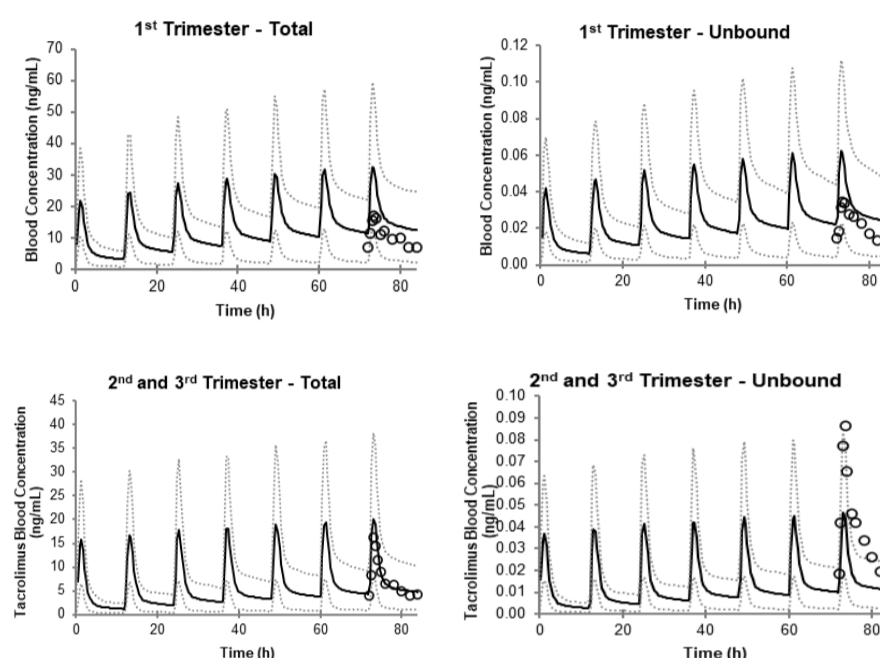 1st Trimester - Total
Blood Concentration (ng/mL)
70
60
50
40
30
20
10
0
0 20 40 60 80
Time (h)
1st Trimester - Unbound
Blood Concentration (ng/mL)
0.12
0.10
0.08
0.06
0.04
0.02
0.00
0 20 40 60 80
Time (h)
2nd and 3rd Trimester - Total
Tacrolimus Blood Concentration
(ng/mL)
45
40
35
30
25
20
15
10
5
0
0 20 40 60 80
Time (h)
2nd and 3rd Trimester - Unbound
Tacrolimus Blood Concentration
(ng/mL)
0.10
0.09
0.08
0.07
0.06
0.05
0.04
0.03
0.02
0.01
0.00
0 20 40 60 80
Time (h)